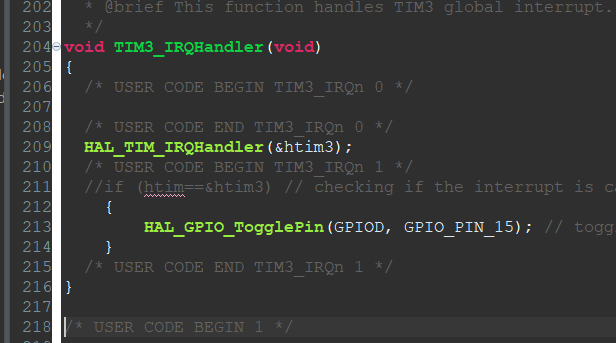 202 * @brief This function handles TIM3 global interrupt.
203 */
204 void TIM3_IRQHandler(void)
205 {
206 /* USER CODE BEGIN TIM3_IRQn 0 */
207
208 /* USER CODE END TIM3_IRQn 0 */
209 HAL_TIM_IRQHandler(&htim3);
210 /* USER CODE BEGIN TIM3_IRQn 1 */
211 //if (htim==&htim3) // checking if the interrupt is
212 {
213 HAL_GPIO_TogglePin(GPIOD, GPIO_PIN_15); //
214 }
215 /* USER CODE END TIM3_IRQn 1 */
216 }
217
218 /* USER CODE BEGIN 1 */